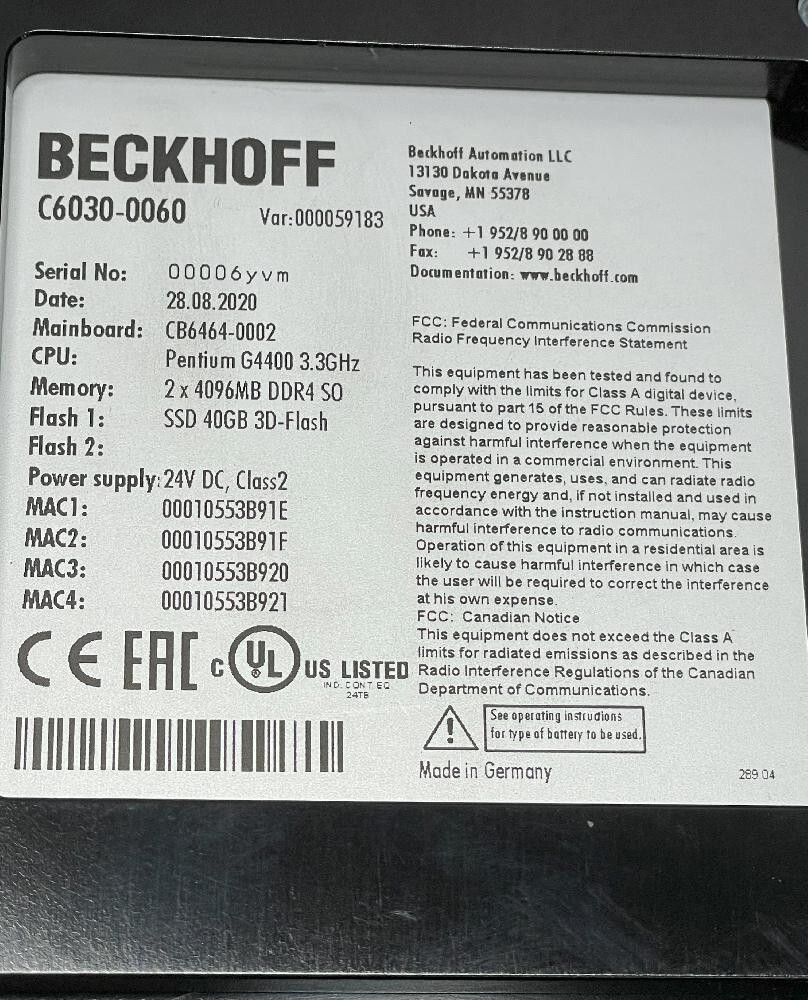 BECKHOFF
C6030-0060 Var:000059183
Serial No: 00006yvm
Date: 28.08.2020
Mainboard: CB6464-0002
CPU: Pentium G4400 3.3GHz
Memory: 2 x 4096MB DDR4 SO
Flash 1: SSD 40GB 3D-Flash
Flash 2:
Power supply: 24V DC, Class2
MAC1: 00010553B91E
MAC2: 00010553B91F
MAC3: 00010553B920
MAC4: 00010553B921
CE EAC c UL ® US LISTED
IND. CONT. EQ
24TB
Beckhoff Automation LLC
13130 Dakota Avenue
Savage, MN 55378
USA
Phone: +1 952/8 90 00 00
Fax: +1 952/8 90 28 88
Documentation: www.beckhoff.com
FCC: Federal Communications Commission
Radio Frequency Interference Statement
This equipment has been tested and found to
comply with the limits for Class A digital device,
pursuant to part 15 of the FCC Rules. These limits
are designed to provide reasonable protection
against harmful interference when the equipment
is operated in a commercial environment. This
equipment generates, uses, and can radiate radio
frequency energy and, if not installed and used in
accordance with the instruction manual, may cause
harmful interference to radio communications.
Operation of this equipment in a residential area is
likely to cause harmful interference in which case
the user will be required to correct the interference
at his own expense.
FCC: Canadian Notice
This equipment does not exceed the Class A
limits for radiated emissions as described in the
Radio Interference Regulations of the Canadian
Department of Communications.
See operating instructions
for type of battery to be used.
Made in Germany
289.04